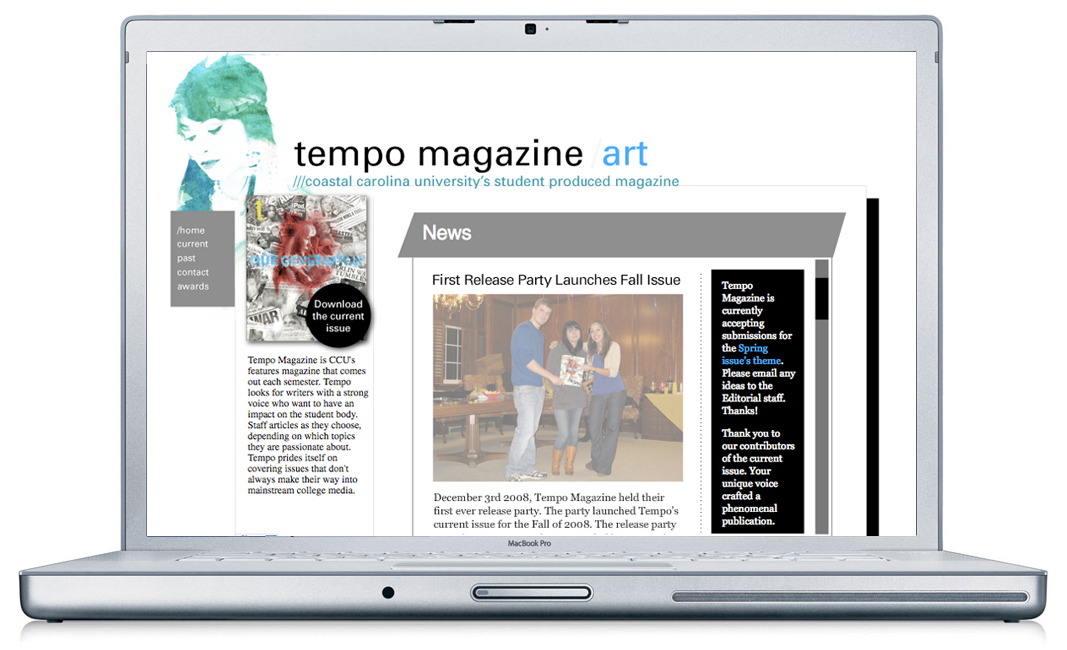 tempo magazine /art
///coastal carolina university's student produced magazine
/home
current
past
contact
awards
OUR GENERATION
WAR
Download
the current
issue
Tempo Magazine is CCU's
features magazine that comes
out each semester. Tempo
looks for writers with a strong
voice who want to have an
impact on the student body.
Staff articles as they choose,
depending on which topics
they are passionate about.
Tempo prides itself on
covering issues that don't
always make their way into
mainstream college media.
News
First Release Party Launches Fall Issue
December 3rd 2008, Tempo Magazine held their
first ever release party. The party launched Tempo's
current issue for the Fall of 2008. The release party
Tempo
Magazine is
currently
accepting
submissions for
the Spring
issue's theme.
Please email any
ideas to the
Editorial staff.
Thanks!
Thank you to
our contributors
of the current
issue. Your
unique voice
crafted a
phenomenal
publication.
MacBook Pro